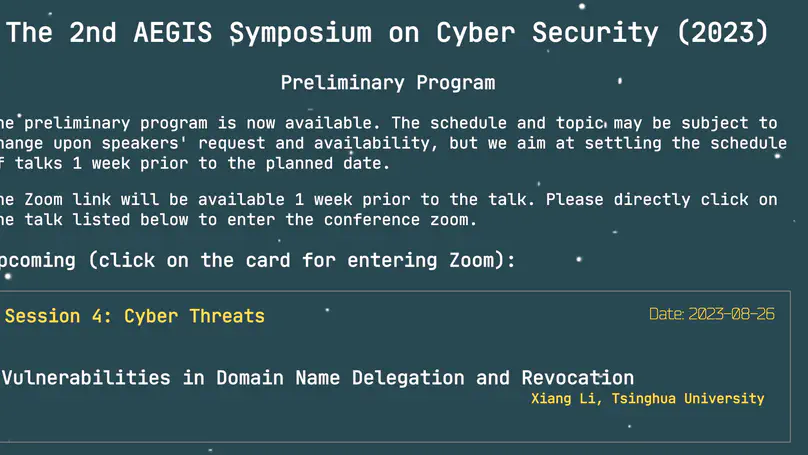 The 2nd AEGIS Symposium on Cyber Security (2023)
Preliminary Program
he preliminary program is now available. The schedule and topic may be subject to
hange upon speakers' request and availability, but we aim at settling the schedule
f talks 1 week prior to the planned date.
he Zoom link will be available 1 week prior to the talk. Please directly click on
he talk listed below to enter the conference zoom.
pcoming (click on the card for entering Zoom):
Session 4: Cyber Threats
Date: 2023-08-26
Vulnerabilities in Domain Name Delegation and Revocation
Xiang Li, Tsinghua University